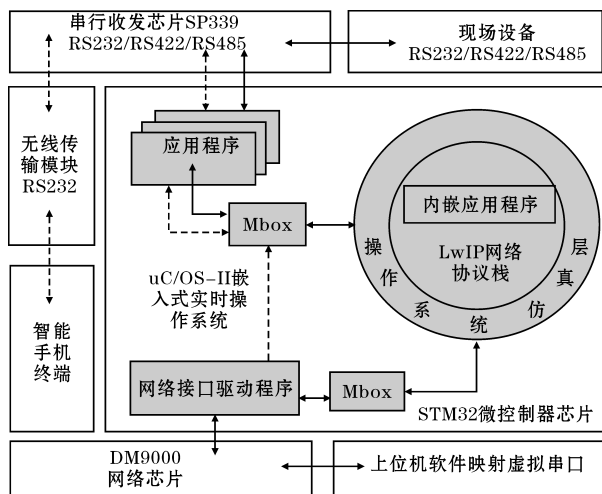 串行收发芯片SP339
RS232/RS422/RS485
现场设备
RS232/RS422/RS485
无线传
输模块
RS232
应用程序
Mbox
内嵌应用程序
LwIP网络
协议栈
操作系统仿真层
uC/OS-II嵌
入式实时操
作系统
智能
手机
终端
网络接口驱动程序
Mbox
STM32微控制器芯片
DM9000
网络芯片
上位机软件映射虚拟串口